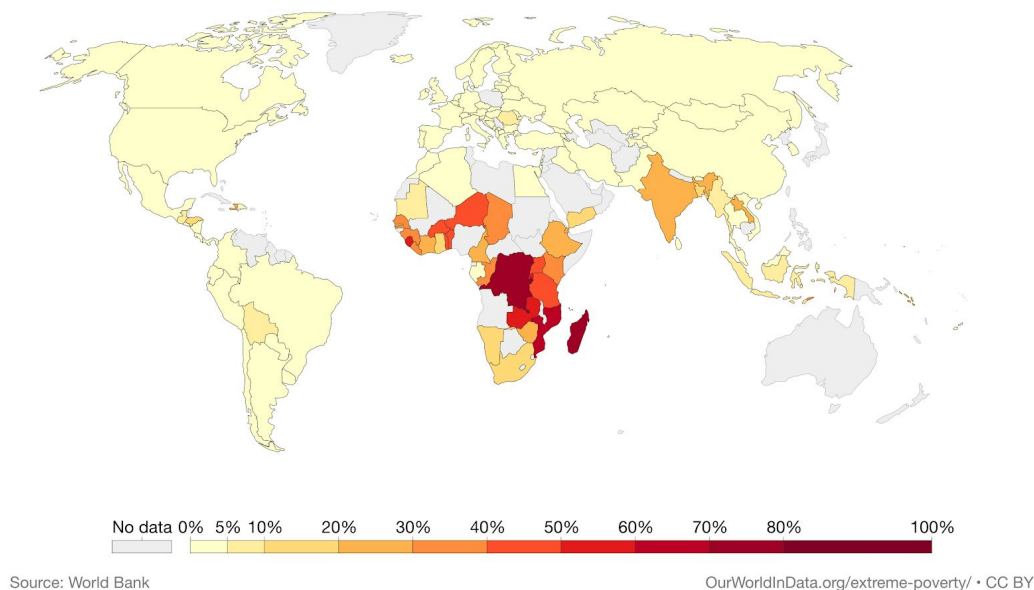 No data 0% 5% 10% 20% 30% 40% 50% 60% 70% 80% 100%
Source: World Bank OurWorldInData.org/extreme-poverty/ • CC BY